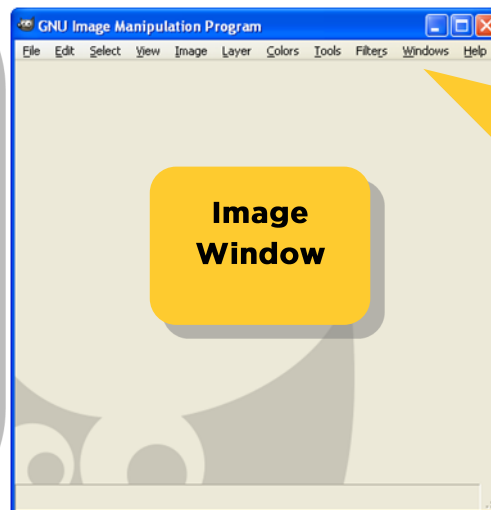 GNU Image Manipulation Program
File Edit Select View Image Layer Colors Tools Filters Windows Help
Image
Window